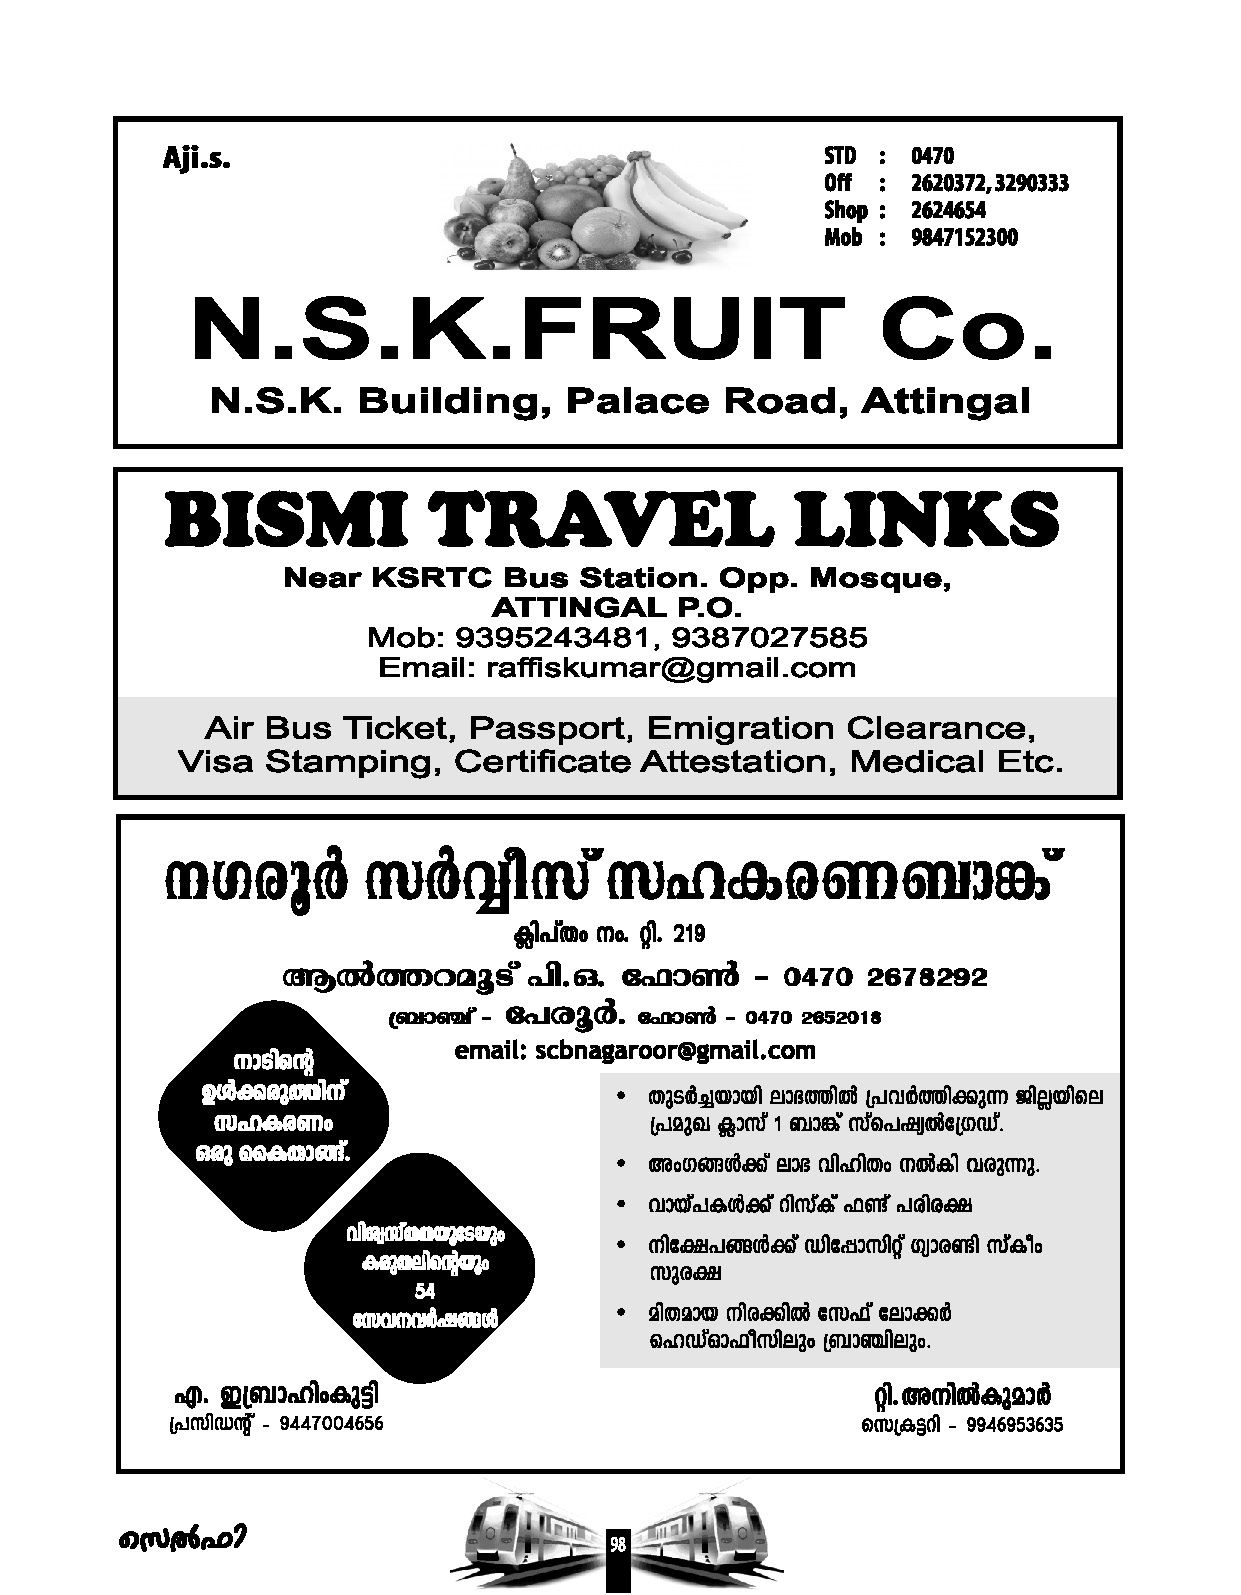 Aji.s.
STD : 0470
Off : 2620372, 3290333
Shop : 2624654
Mob : 9847152300
N.S.K.FRUIT Co.
N.S.K. Building, Palace Road, Attingal
BISMI TRAVEL LINKS
Near KSRTC Bus Station. Opp. Mosque,
ATTINGAL P.O.
Mob: 9395243481, 9387027585
Email: raffiskumar@gmail.com
Air Bus Ticket, Passport, Emigration Clearance,
Visa Stamping, Certificate Attestation, Medical Etc.
നഗരൂർ സർവ്വീസ് സഹകരണബാങ്ക്
ക്ലിപ്തം നം. റ്റി. 219
ആൽത്തറമൂട് പി.ഒ. ഫോൺ - 0470 2678292
ബ്രാഞ്ച് - പേരൂർ. ഫോൺ - 0470 2652018
email: scbnagaroor@gmail.com
നാടിന്റെ
ഉൾക്കരുത്തിന്
സഹകരണം
ഒരു കൈതാങ്ങ്.
വിശ്വസ്തതയുടേയും
കരുതലിന്റെയും
54
സേവനവർഷങ്ങൾ
• തുടർച്ചയായി ലാഭത്തിൽ പ്രവർത്തിക്കുന്ന ജില്ലയിലെ
പ്രമുഖ ക്ലാസ് 1 ബാങ്ക് സ്പെഷ്യൽഗ്രേഡ്.
• അംഗങ്ങൾക്ക് ലാഭ വിഹിതം നൽകി വരുന്നു.
• വായ്പകൾക്ക് റിസ്ക് ഫണ്ട് പരിരക്ഷ
• നിക്ഷേപങ്ങൾക്ക് ഡിപ്പോസിറ്റ് ഗ്യാരണ്ടി സ്കീം
സുരക്ഷ
• മിതമായ നിരക്കിൽ സേഫ് ലോക്കർ
ഹെഡ്ഓഫീസിലും ബ്രാഞ്ചിലും.
എ. ഇബ്രാഹിംകുട്ടി
പ്രസിഡന്റ് - 9447004656
റ്റി.അനിൽകുമാർ
സെക്രട്ടറി - 9946953635
സെൽഫി
98